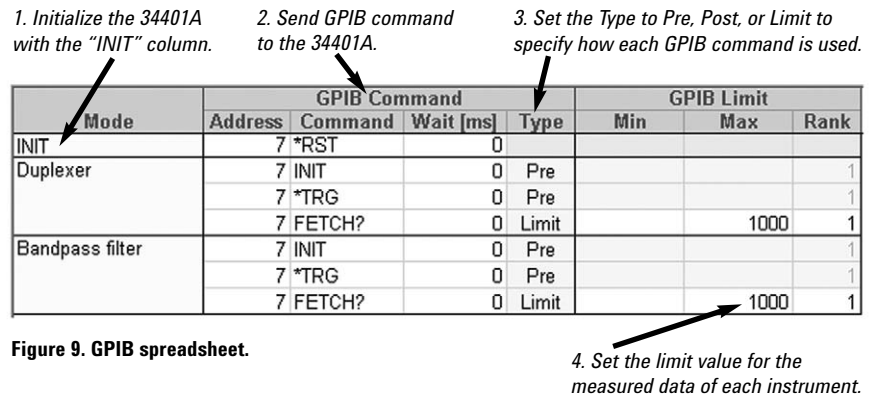 1. Initialize the 34401A
with the “INIT” column.
2. Send GPIB command
to the 34401A.
3. Set the Type to Pre, Post, or Limit to
specify how each GPIB command is used.
Mode GPIB Command GPIB Limit
Address Command Wait [ms] Type Min Max Rank
INIT 7 *RST 0
Duplexer 7 INIT 0 Pre 1
7 *TRG 0 Pre 1
7 FETCH? 0 Limit 1000 1
Bandpass filter 7 INIT 0 Pre 1
7 *TRG 0 Pre 1
7 FETCH? 0 Limit 1000 1
Figure 9. GPIB spreadsheet.
4. Set the limit value for the
measured data of each instrument.